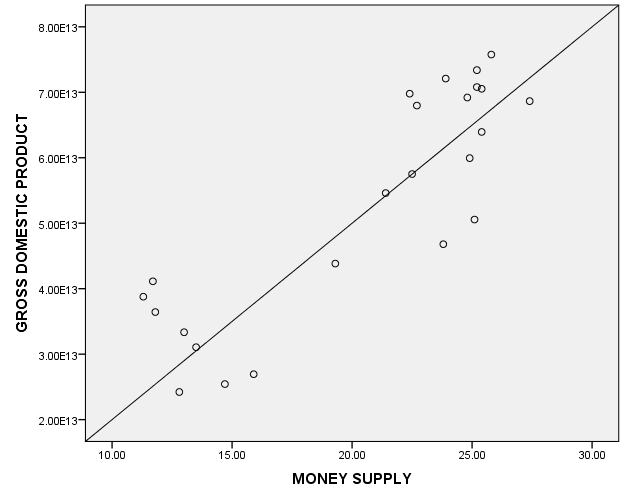 8.00E13
7.00E13
6.00E13
5.00E13
4.00E13
3.00E13
2.00E13
GROSS DOMESTIC PRODUCT
10.00 15.00 20.00 25.00 30.00
MONEY SUPPLY